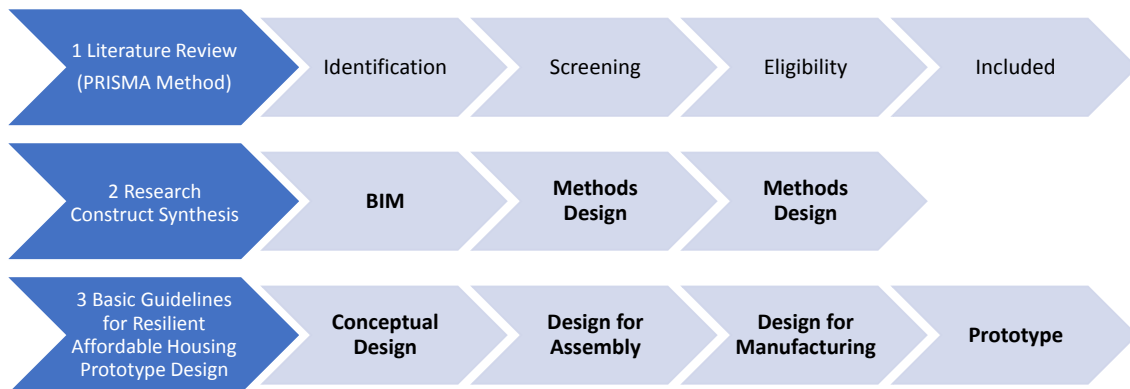 1 Literature Review
(PRISMA Method)
Identification
Screening
Eligibility
Included
2 Research
Construct Synthesis
BIM
Methods
Design
Methods
Design
3 Basic Guidelines
for Resilient
Affordable Housing
Prototype Design
Conceptual
Design
Design for
Assembly
Design for
Manufacturing
Prototype